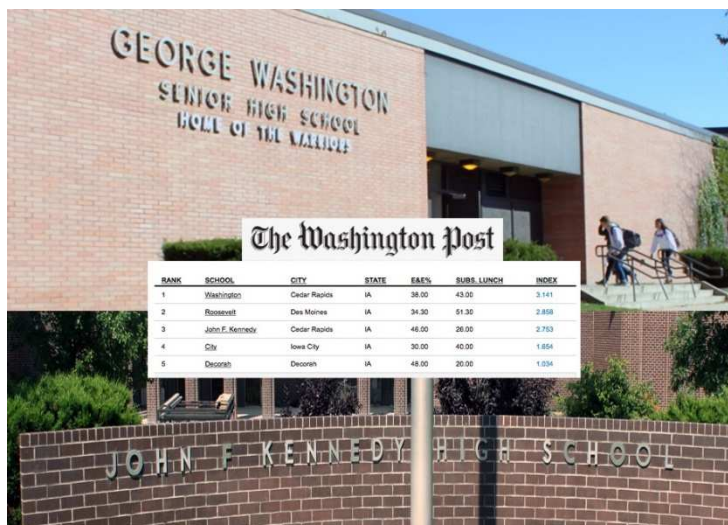 GEORGE WASHINGTON
SENIOR HIGH SCHOOL
HOME OF THE WARRIORS
The Washington Post
RANK SCHOOL CITY STATE E&E% SUBS. LUNCH INDEX
1 Washington Cedar Rapids IA 38.00 43.00 3.141
2 Roosevelt Des Moines IA 34.30 51.30 2.858
3 John F. Kennedy Cedar Rapids IA 46.00 26.00 2.753
4 City Iowa City IA 30.00 40.00 1.654
5 Decorah Decorah IA 48.00 20.00 1.034
JOHN F KENNEDY HIGH SCHOOL